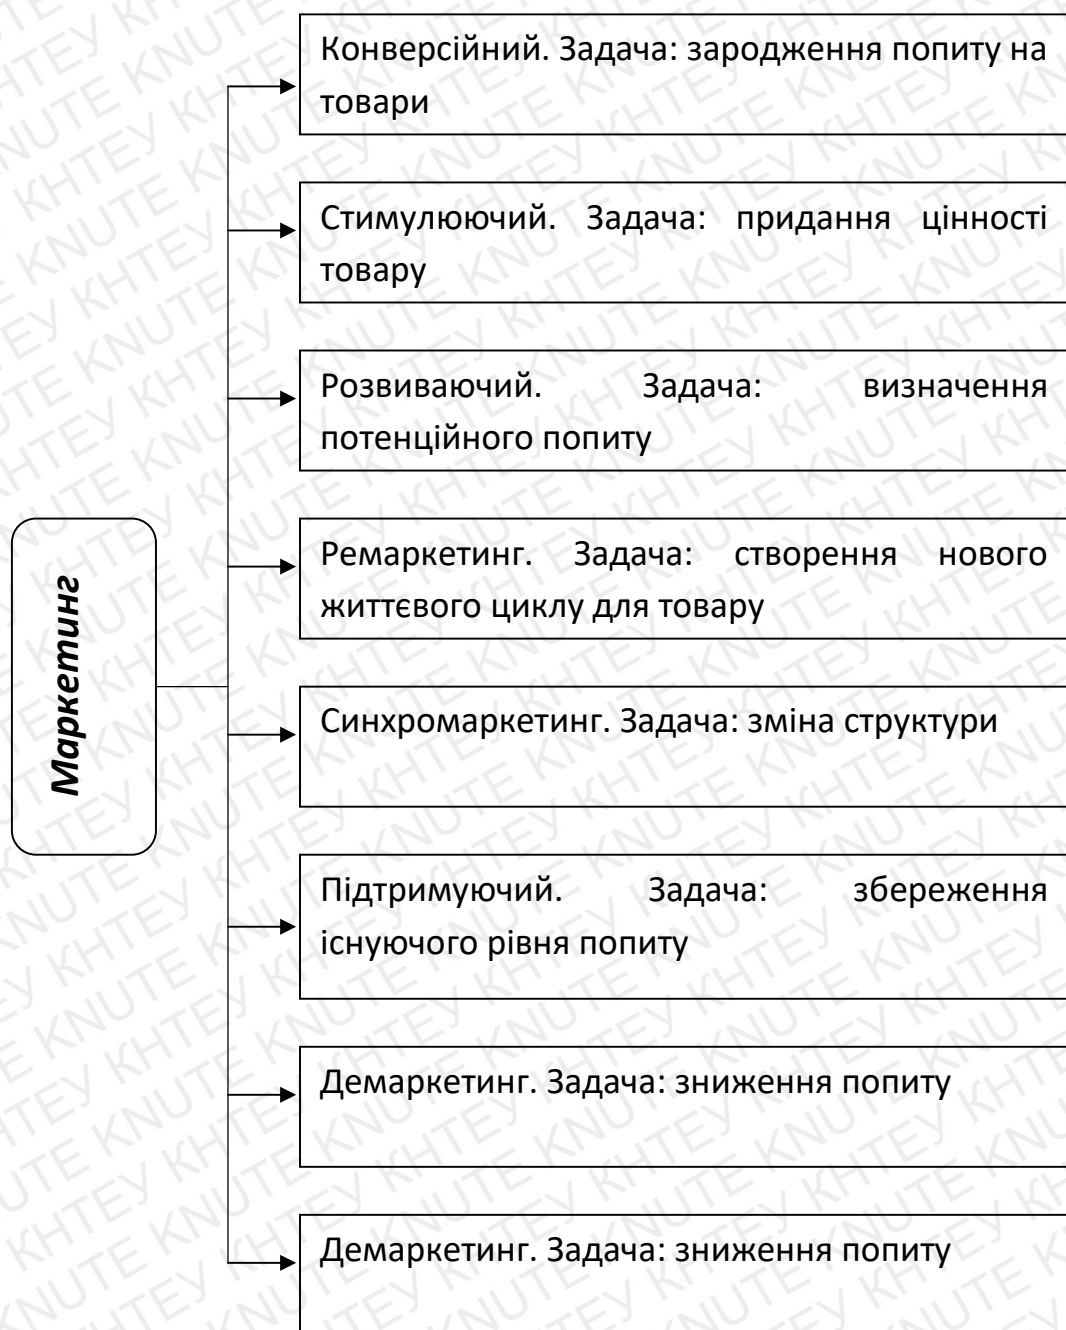 Конверсійний. Задача: зародження попиту на
товари
Стимулюючий. Задача: придання цінності
товару
Розвиваючий. Задача: визначення
потенційного попиту
Ремаркетинг. Задача: створення нового
життєвого циклу для товару
Маркетинг
Синхромаркетинг. Задача: зміна структури
Підтримуючий. Задача: збереження
існуючого рівня попиту
Демаркетинг. Задача: зниження попиту
Демаркетинг. Задача: зниження попиту